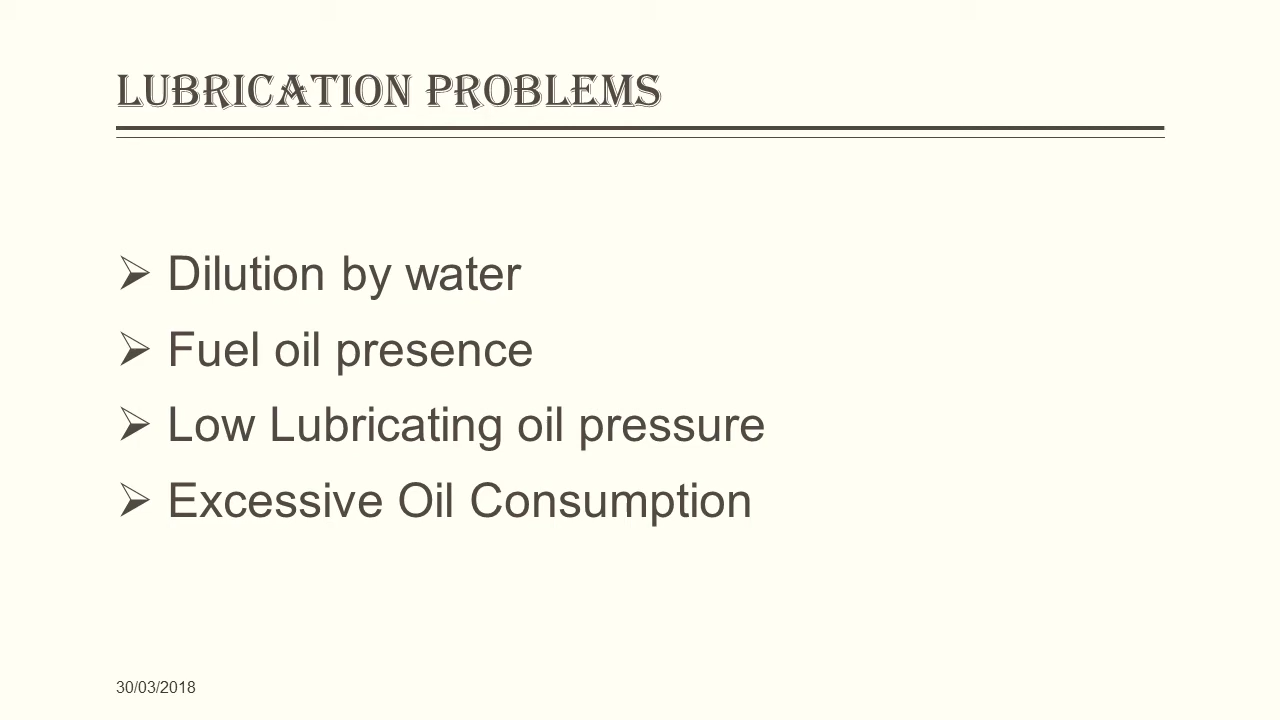 LUBRICATION PROBLEMS
➢ Dilution by water
➢ Fuel oil presence
➢ Low Lubricating oil pressure
➢ Excessive Oil Consumption
30/03/2018